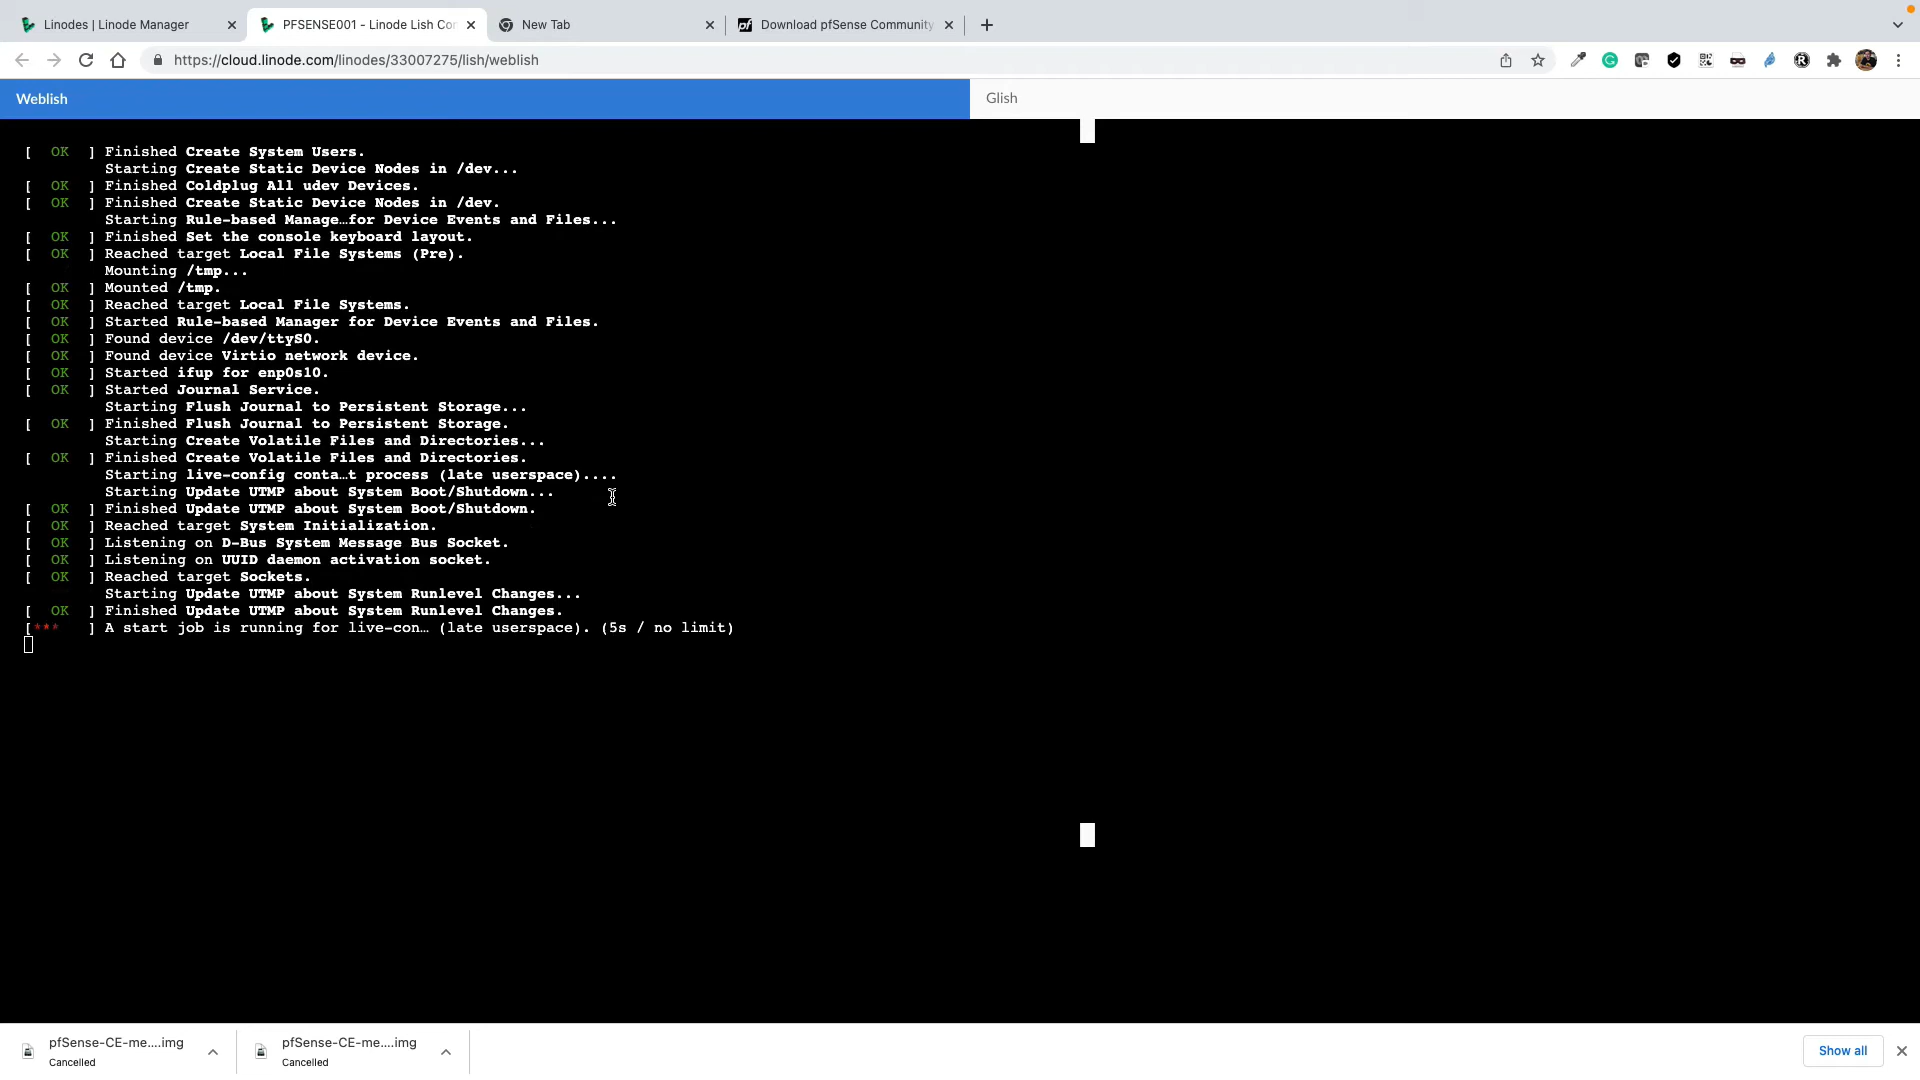 Linodes | Linode Manager
PFSENSE001 - Linode Lish Con
New Tab
Download pfSense Community
https://cloud.linode.com/linodes/33007275/lish/weblish
Weblish
Glish
[ OK ] Finished Create System Users.
Starting Create Static Device Nodes in /dev...
[ OK ] Finished Coldplug All udev Devices.
[ OK ] Finished Create Static Device Nodes in /dev.
Starting Rule-based Manage…for Device Events and Files...
[ OK ] Finished Set the console keyboard layout.
[ OK ] Reached target Local File Systems (Pre).
Mounting /tmp...
[ OK ] Mounted /tmp.
[ OK ] Reached target Local File Systems.
[ OK ] Started Rule-based Manager for Device Events and Files.
[ OK ] Found device /dev/ttyS0.
[ OK ] Found device Virtio network device.
[ OK ] Started ifup for enp0s10.
[ OK ] Started Journal Service.
Starting Flush Journal to Persistent Storage...
[ OK ] Finished Flush Journal to Persistent Storage.
Starting Create Volatile Files and Directories...
[ OK ] Finished Create Volatile Files and Directories.
Starting live-config conta…t process (late userspace)....
Starting Update UTMP about System Boot/Shutdown...
[ OK ] Finished Update UTMP about System Boot/Shutdown.
[ OK ] Reached target System Initialization.
[ OK ] Listening on D-Bus System Message Bus Socket.
[ OK ] Listening on UUID daemon activation socket.
[ OK ] Reached target Sockets.
Starting Update UTMP about System Runlevel Changes...
[ OK ] Finished Update UTMP about System Runlevel Changes.
[*** ] A start job is running for live-con… (late userspace). (5s / no limit)
pfSense-CE-me....img
Cancelled
pfSense-CE-me....img
Cancelled
Show all